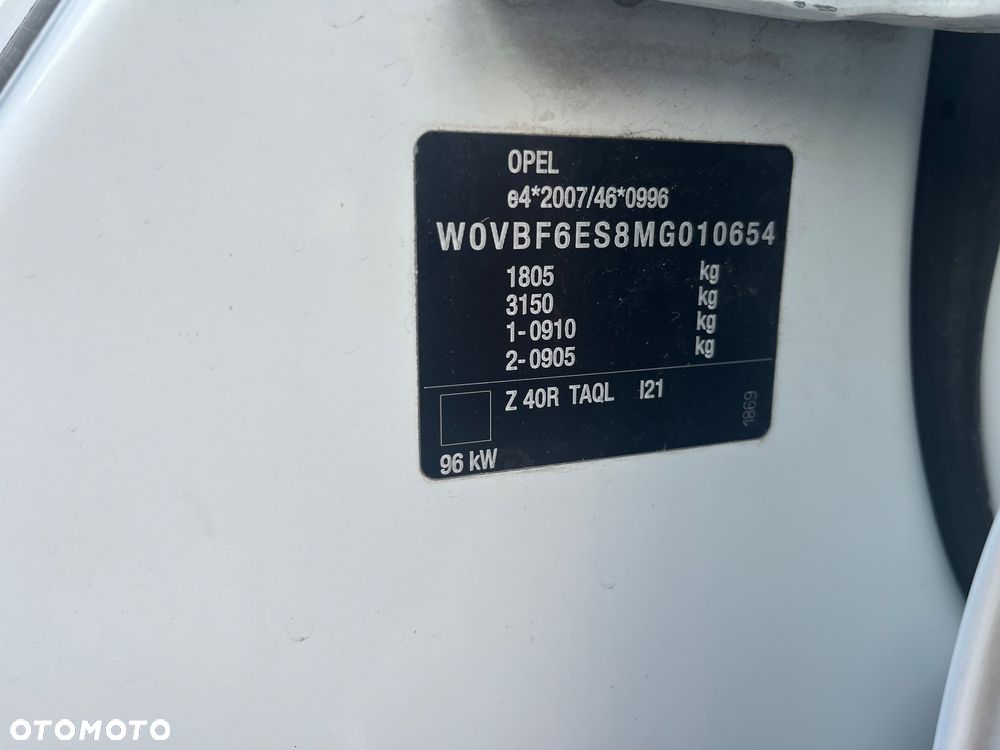 OPEL
e4*2007/46*0996
W0VBF6ES8MG010654
1805 kg
3150 kg
1-0910 kg
2-0905 kg
Z 40R TAQL I21
1869
96 kW
OTOMOTO